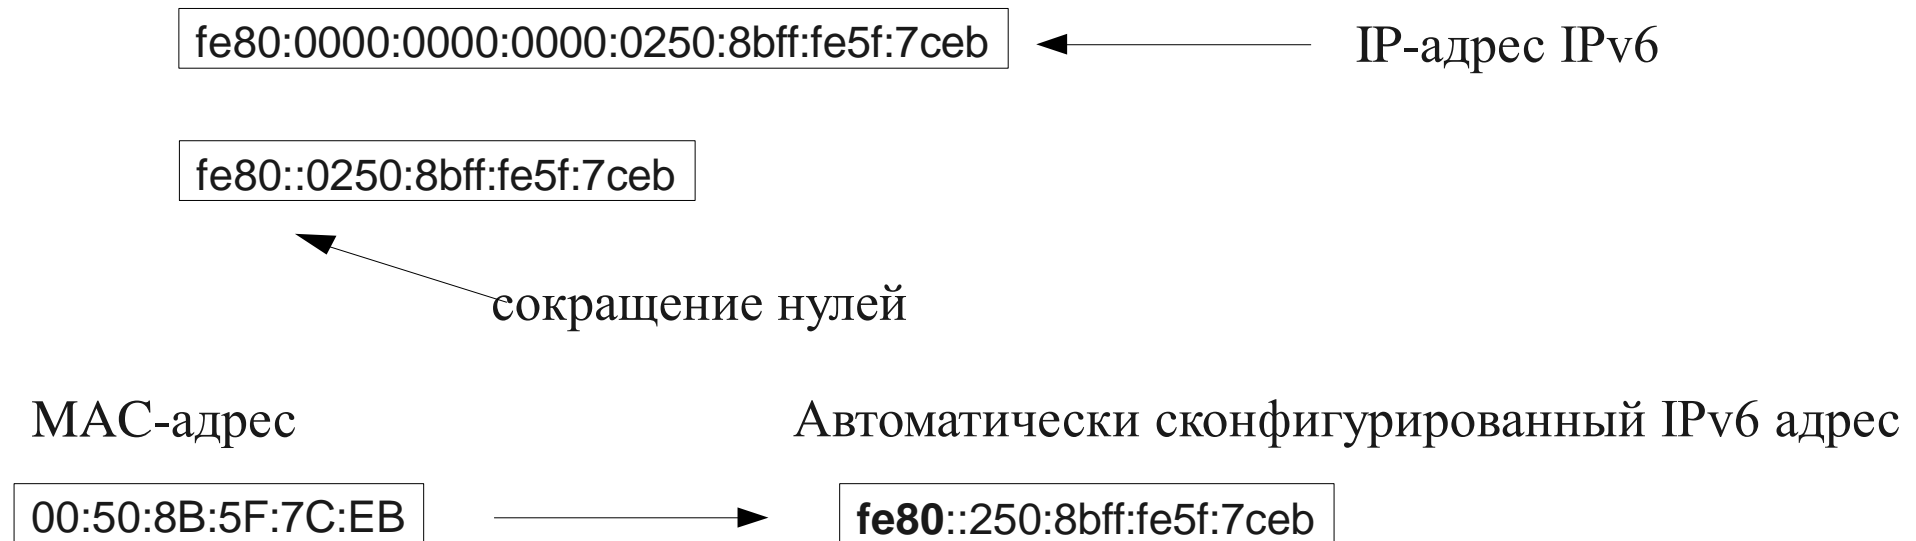 fe80:0000:0000:0000:0250:8bff:fe5f:7ceb
IP-адрес IPv6
fe80::0250:8bff:fe5f:7ceb
сокращение нулей
MAC-адрес
Автоматически сконфигурированный IPv6 адрес
00:50:8B:5F:7C:EB
fe80::250:8bff:fe5f:7ceb